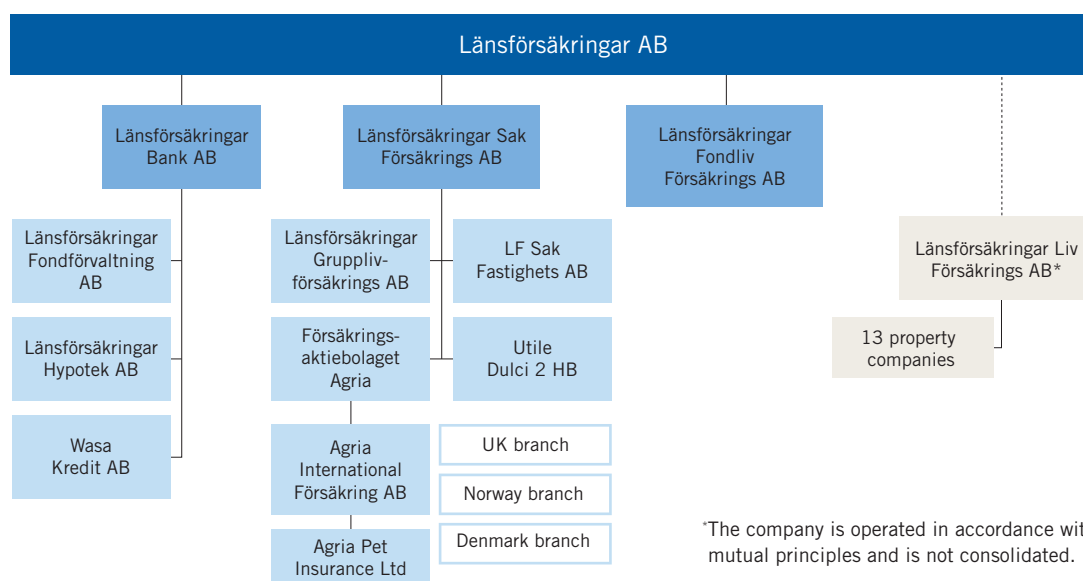 Länsförsäkringar AB
Länsförsäkringar
Bank AB
Länsförsäkringar Sak
Försäkrings AB
Länsförsäkringar
Fondliv
Försäkrings AB
Länsförsäkringar
Fondförvaltning
AB
Länsförsäkringar
Gruppliv-
försäkrings AB
LF Sak
Fastighets AB
Länsförsäkringar Liv
Försäkrings AB*
Länsförsäkringar
Hypotek AB
Försäkrings-
aktiebolaget
Agria
Utile
Dulci 2 HB
13 property
companies
Wasa
Kredit AB
Agria
International
Försäkring AB
UK branch
Norway branch
Denmark branch
Agria Pet
Insurance Ltd
*The company is operated in accordance wit
mutual principles and is not consolidated.